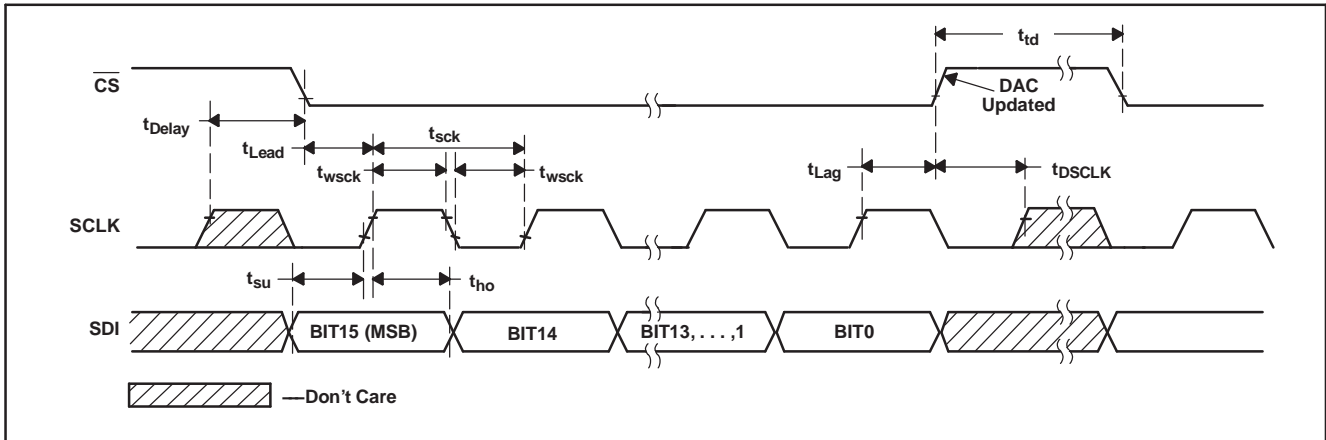 t_td
CS
DAC
Updated
t_Delay
t_Lead
t_sck
t_wsck
t_wsck
t_Lag
t_DSCLK
SCLK
t_su
t_ho
SDI
BIT15 (MSB)
BIT14
BIT13, . . . ,1
BIT0
—Don't Care